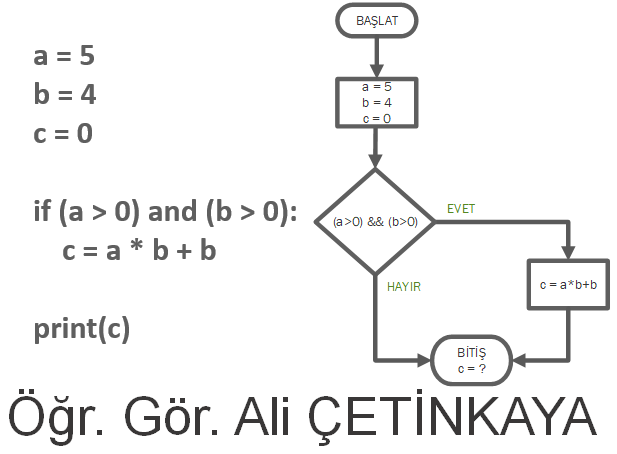 a = 5
b = 4
c = 0
if (a > 0) and (b > 0):
c = a * b + b
print(c)
BAŞLAT
a = 5
b = 4
c = 0
(a>0) && (b>0)
EVET
HAYIR
c = a*b+b
BİTİŞ
c = ?
Öğr. Gör. Ali ÇETİNKAYA